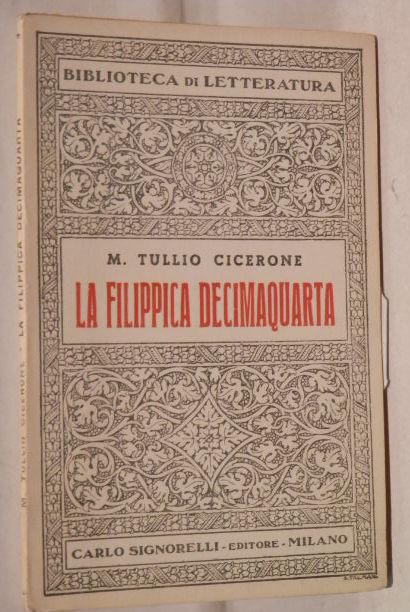 BIBLIOTECA DI LETTERATURA
M. TULLIO CICERONE
LA FILIPPICA DECIMAQUARTA
CARLO SIGNORELLI - EDITORE - MILANO
M. TULLIO CICERONE - LA FILIPPICA DECIMAQUARTA